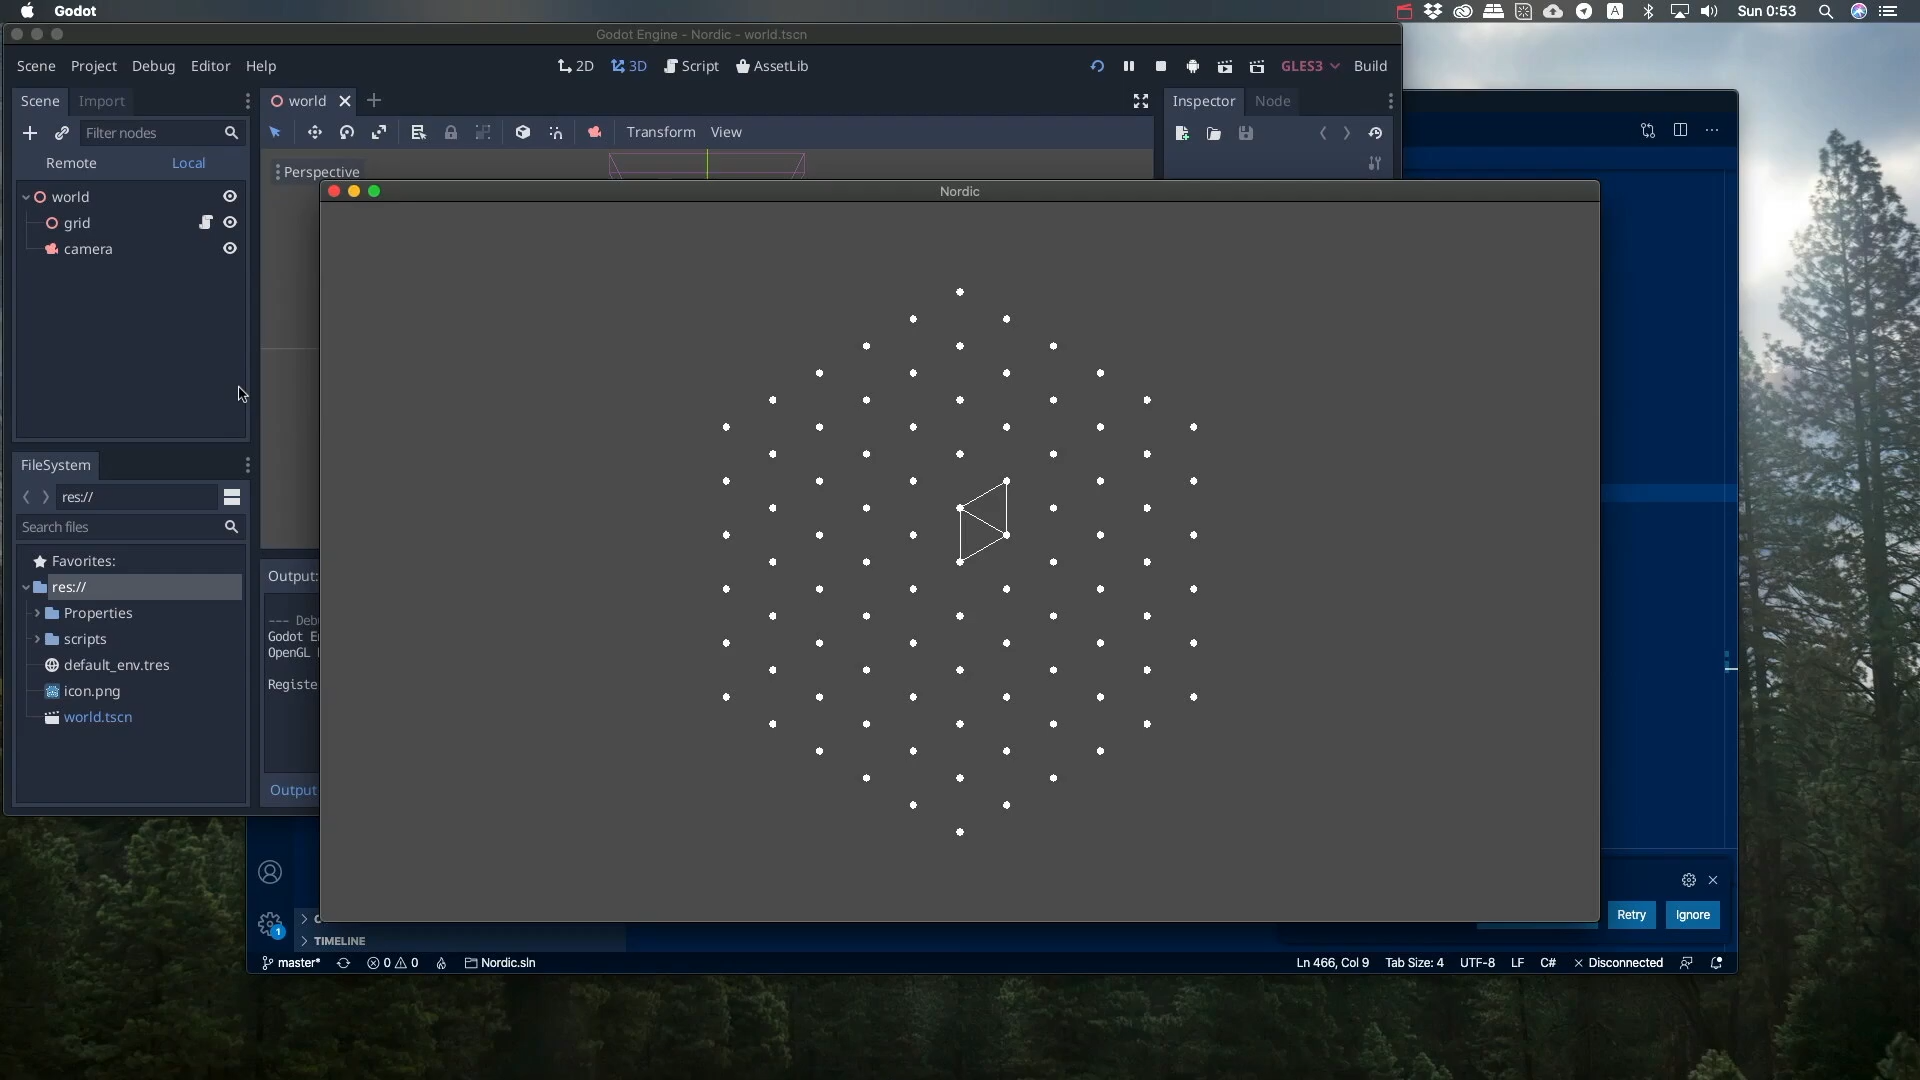 Godot
A
Sun 0:53
Godot Engine - Nordic - world.tscn
Scene Project Debug Editor Help
2D 3D Script AssetLib
GLES3 Build
Scene Import
world
Inspector Node
Filter nodes
Transform View
Remote Local
Perspective
world
grid
camera
Nordic
FileSystem
res://
Search files
Favorites:
res://
Properties
scripts
default_env.tres
icon.png
world.tscn
Output:
--- Deb
Godot E
OpenGL
Registe
Output
Retry Ignore
1
TIMELINE
master* 0 0 Nordic.sln
Ln 466, Col 9 Tab Size: 4 UTF-8 LF C# Disconnected